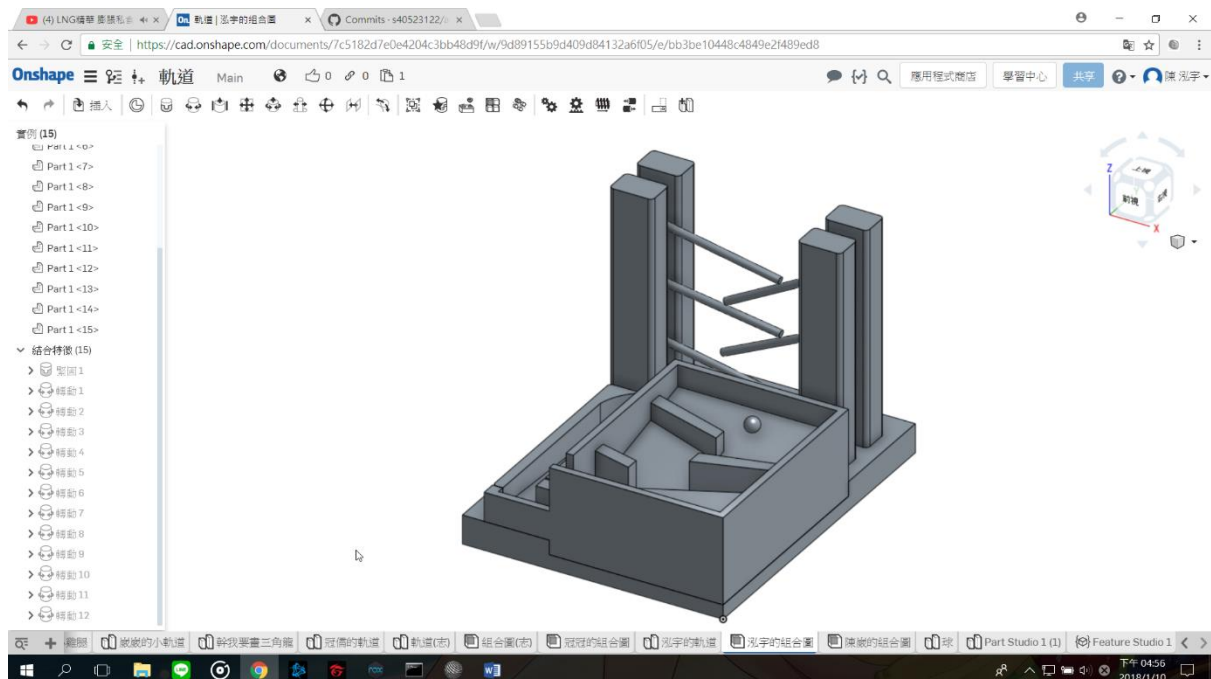 (4) LNG精華 膨脹私
軌道 | 泓宇的組合圖
Commits · s40523122/
安全 | https://cad.onshape.com/documents/7c5182d7e0e4204c3bb48d9f/w/9d89155b9d409d84132a6f05/e/bb3be10448c4849e2f489ed8
Onshape 軌道 Main 0 0 1 應用程式商店 學習中心 共享 陳 泓宇
插入
實例 (15)
Part 1 <6>
Part 1 <7>
Part 1 <8>
Part 1 <9>
Part 1 <10>
Part 1 <11>
Part 1 <12>
Part 1 <13>
Part 1 <14>
Part 1 <15>
結合特徵 (15)
緊固 1
轉動 1
轉動 2
轉動 3
轉動 4
轉動 5
轉動 6
轉動 7
轉動 8
轉動 9
轉動 10
轉動 11
轉動 12
Z
上視
前視
X
崴崴的小軌道 幹我要畫三角龍 冠儒的軌道 軌道(志) 組合圖(志) 冠冠的組合圖 泓宇的軌道 泓宇的組合圖 陳崴的組合圖 球 Part Studio 1 (1) Feature Studio 1
下午 04:56
2018/1/10